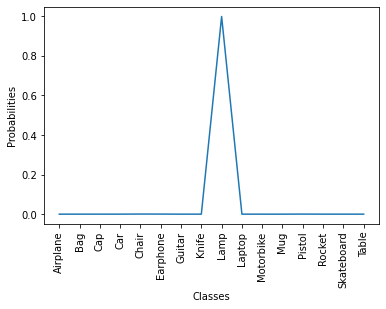 1.0
0.8
0.6
0.4
0.2
0.0
Probabilities
Airplane
Bag
Cap
Car
Chair
Earphone
Guitar
Knife
Lamp
Laptop
Motorbike
Mug
Pistol
Rocket
Skateboard
Table
Classes